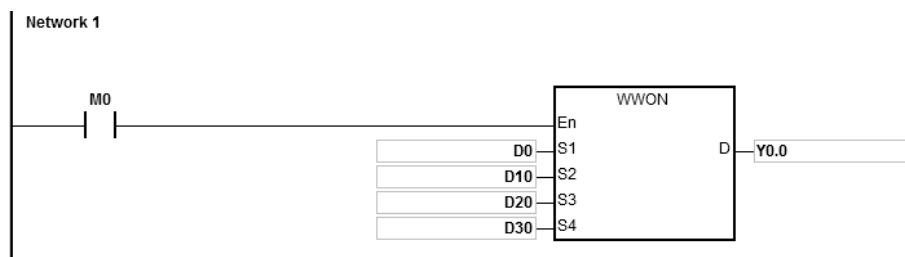 Network 1
M0
WWON
En
D0 S1 D Y0.0
D10 S2
D20 S3
D30 S4